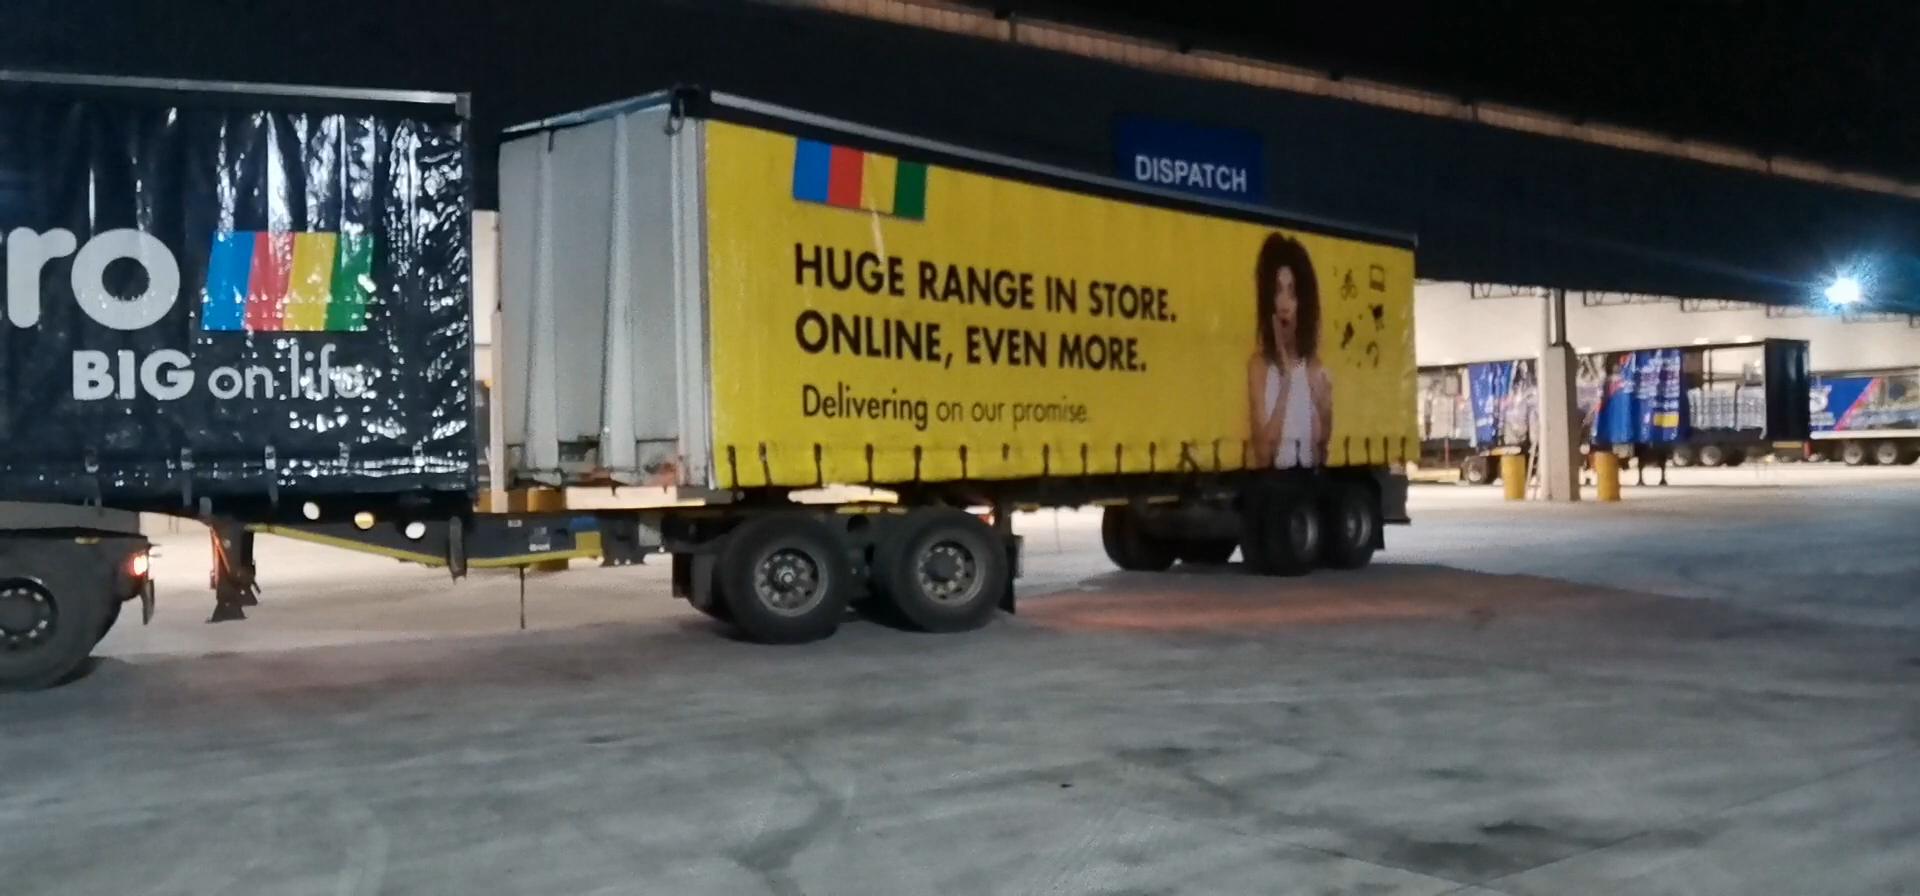 ro
BIG on life
DISPATCH
HUGE RANGE IN STORE.
ONLINE, EVEN MORE.
Delivering on our promise.